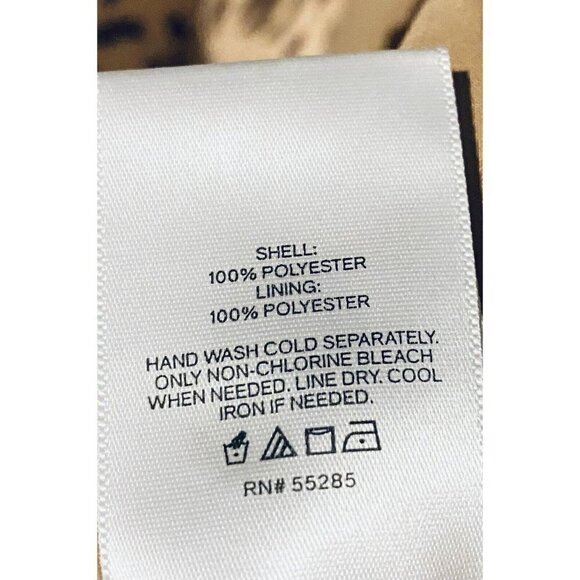 SHELL:
100% POLYESTER
LINING:
100% POLYESTER
HAND WASH COLD SEPARATELY.
ONLY NON-CHLORINE BLEACH
WHEN NEEDED. LINE DRY. COOL
IRON IF NEEDED.
RN# 55285